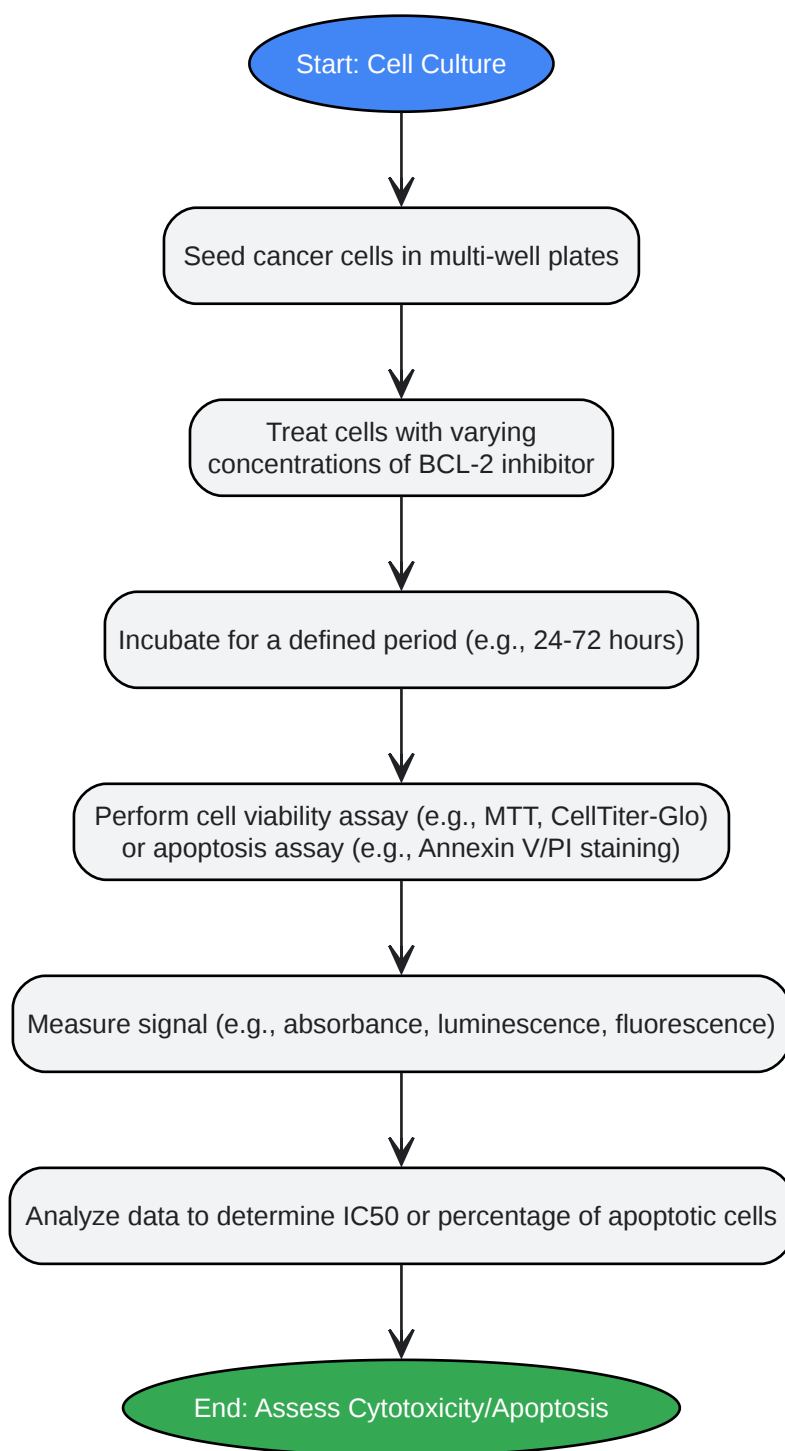 Start: Cell Culture
Seed cancer cells in multi-well plates
Treat cells with varying
concentrations of BCL-2 inhibitor
Incubate for a defined period (e.g., 24-72 hours)
Perform cell viability assay (e.g., MTT, CellTiter-Glo)
or apoptosis assay (e.g., Annexin V/PI staining)
Measure signal (e.g., absorbance, luminescence, fluorescence)
Analyze data to determine IC50 or percentage of apoptotic cells
End: Assess Cytotoxicity/Apoptosis